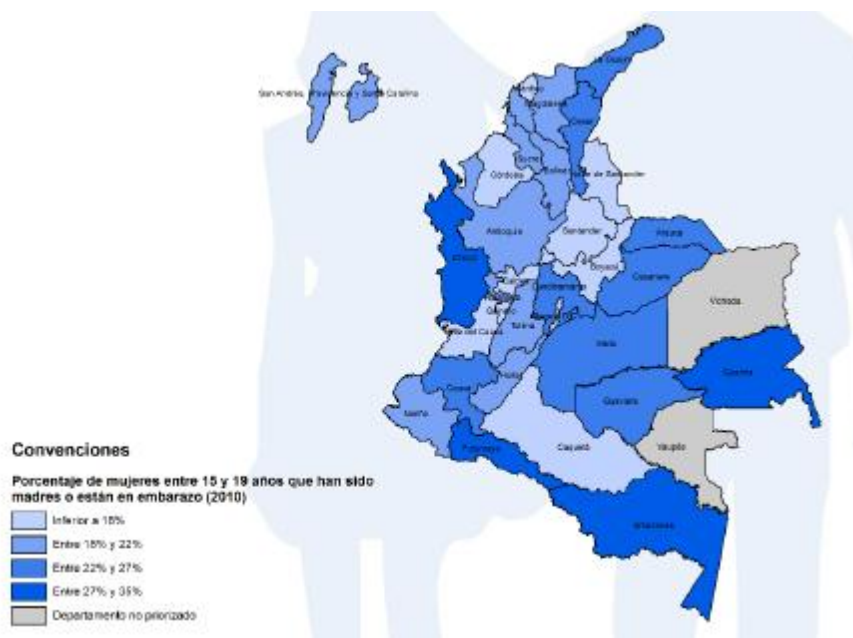 La Guajira
San Andrés, Providencia y Santa Catalina
Magdalena
Cesar
Sucre
Bolívar
Norte de Santander
Córdoba
Antioquia
Santander
Arauca
Chocó
Boyacá
Casanare
Caldas
Cundinamarca
Vichada
Tolima
Valle del Cauca
Meta
Guainía
Huila
Cauca
Guaviare
Nariño
Vaupés
Caquetá
Putumayo
Amazonas
Convenciones
Porcentaje de mujeres entre 15 y 19 años que han sido
madres o están en embarazo (2010)
Inferior a 18%
Entre 18% y 22%
Entre 22% y 27%
Entre 27% y 35%
Departamento no priorizado